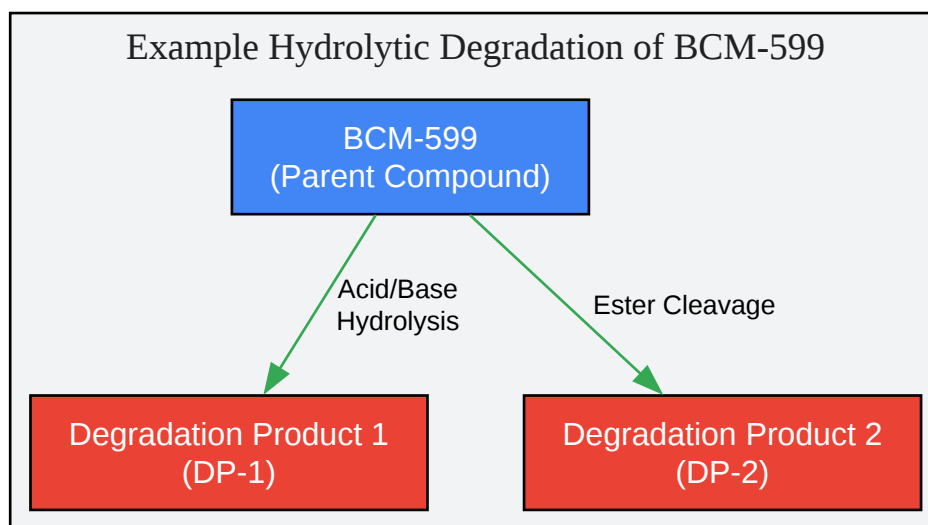 Example Hydrolytic Degradation of BCM-599
BCM-599
(Parent Compound)
Acid/Base
Hydrolysis
Ester Cleavage
Degradation Product 1
(DP-1)
Degradation Product 2
(DP-2)